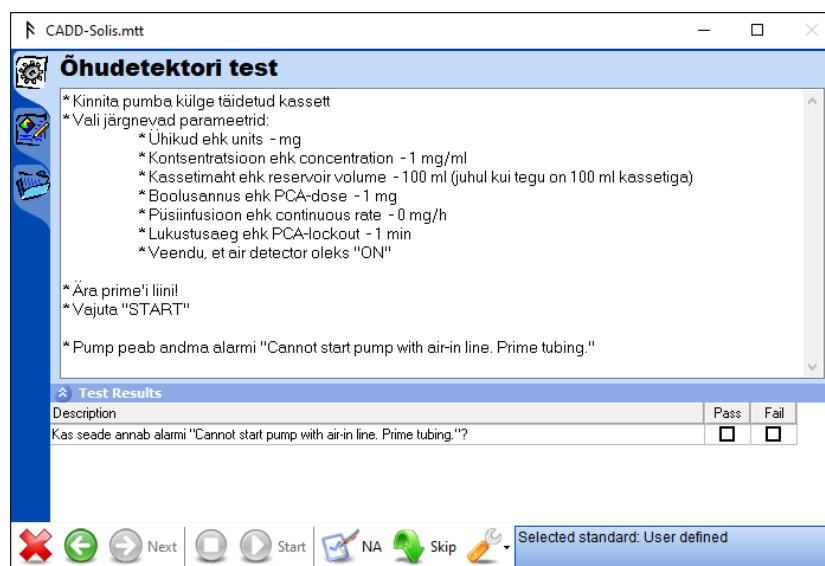 CADD-Solis.mtt
Õhudetektori test
* Kinnita pumba külge täidetud kassett
* Vali järgnevad parameetrid:
* Ühikud ehk units - mg
* Kontsentratsioon ehk concentration - 1 mg/ml
* Kassetimaht ehk reservoir volume - 100 ml (juhul kui tegu on 100 ml kassetiga)
* Boolusannus ehk PCA-dose - 1 mg
* Püsiinfusioon ehk continuous rate - 0 mg/h
* Lukustusaeg ehk PCA-lockout - 1 min
* Veendu, et air detector oleks "ON"
* Ära prime'i liini!
* Vajuta "START"
* Pump peab andma alarmi "Cannot start pump with air-in line. Prime tubing."
Test Results
Description Pass Fail
Kas seade annab alarmi "Cannot start pump with air-in line. Prime tubing."?
Next Start NA Skip Selected standard: User defined